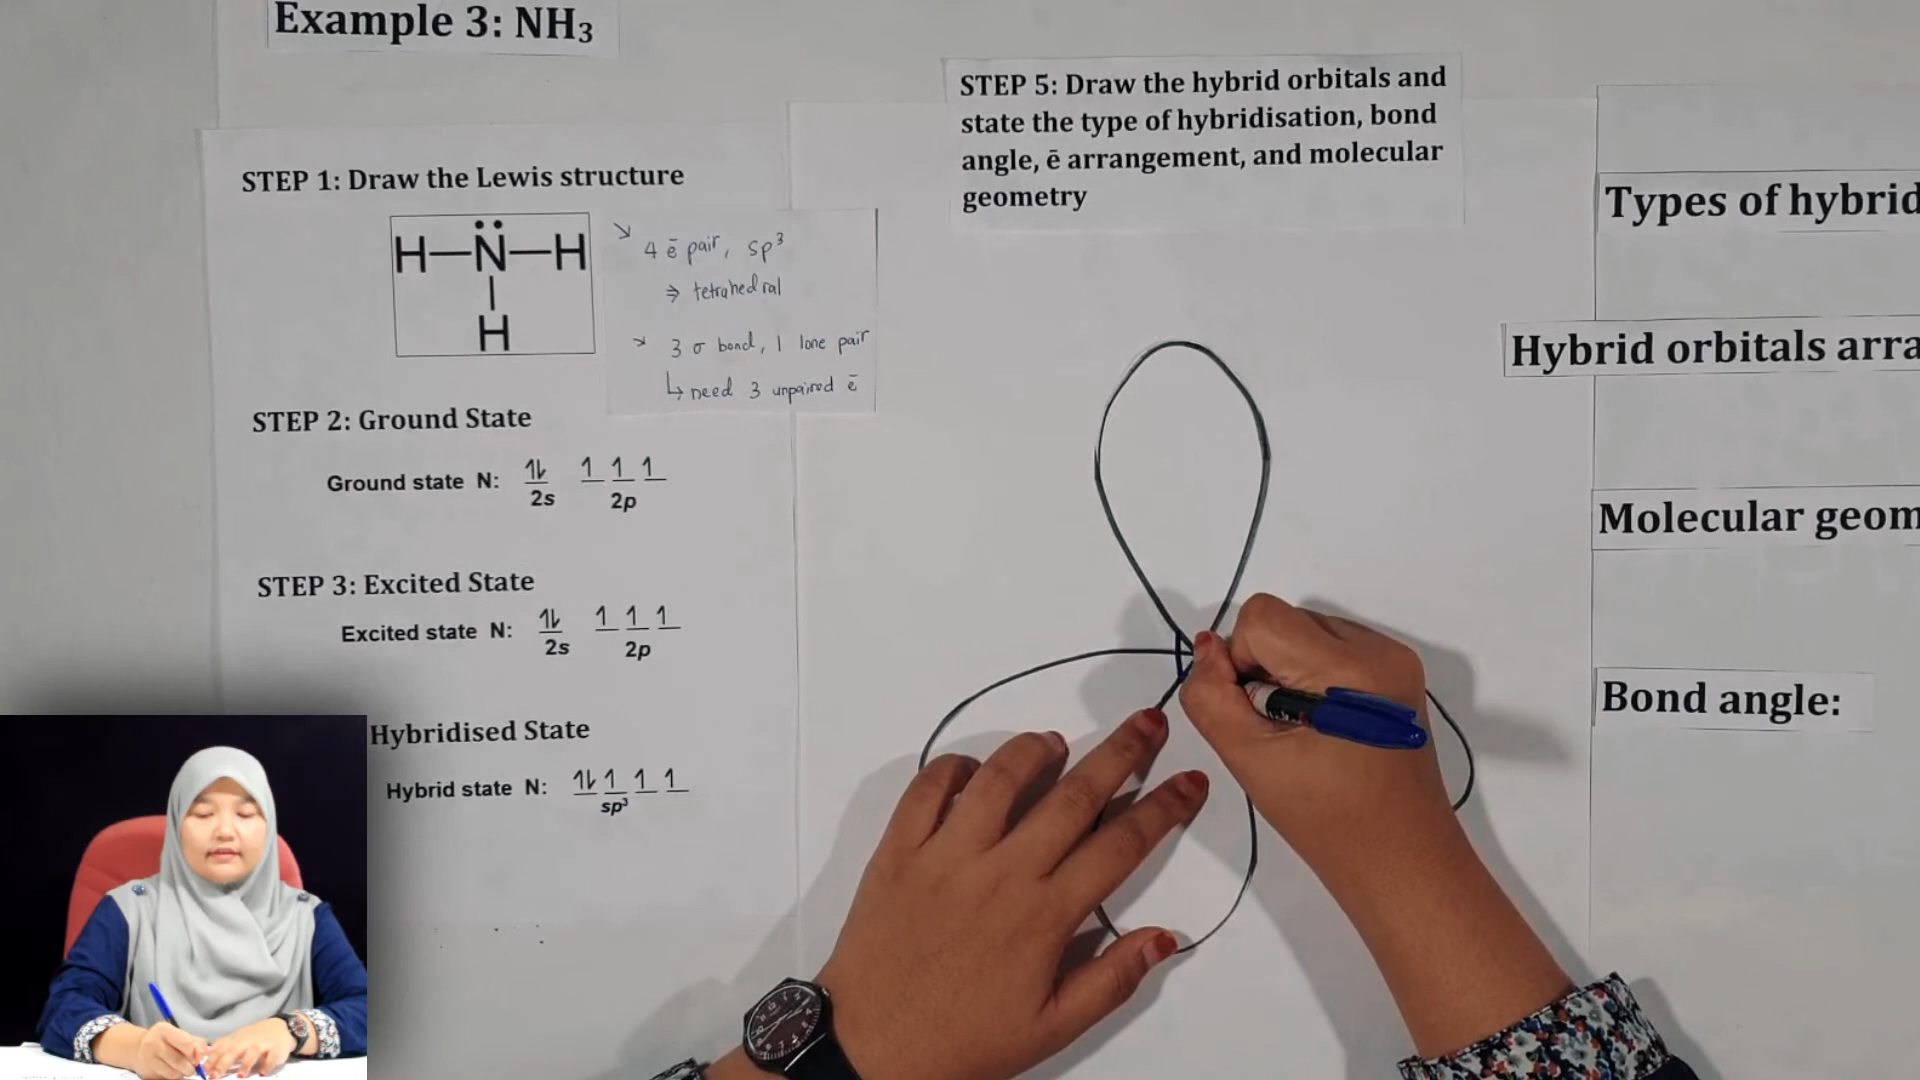 Example 3: NH₃
STEP 1: Draw the Lewis structure
H—N̈—H
H
↘ 4 ē pair, sp³
⇒ tetrahedral
↘ 3 σ bond, 1 lone pair
↳ need 3 unpaired ē
STEP 2: Ground State
Ground state N: 1⇂ 1 1 1
2s 2p
STEP 3: Excited State
Excited state N: 1⇂ 1 1 1
2s 2p
Hybridised State
Hybrid state N: 1⇂ 1 1 1
sp³
STEP 5: Draw the hybrid orbitals and
state the type of hybridisation, bond
angle, ē arrangement, and molecular
geometry
N
Types of hybrid
Hybrid orbitals arra
Molecular geom
Bond angle: